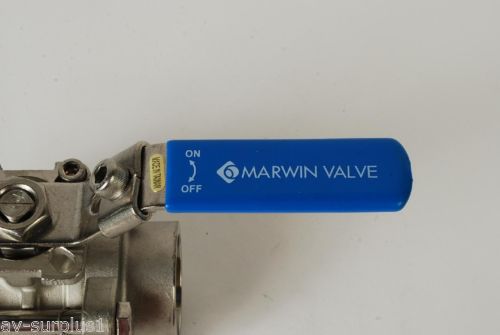 ON
OFF
MARWIN VALVE
av-surplus1